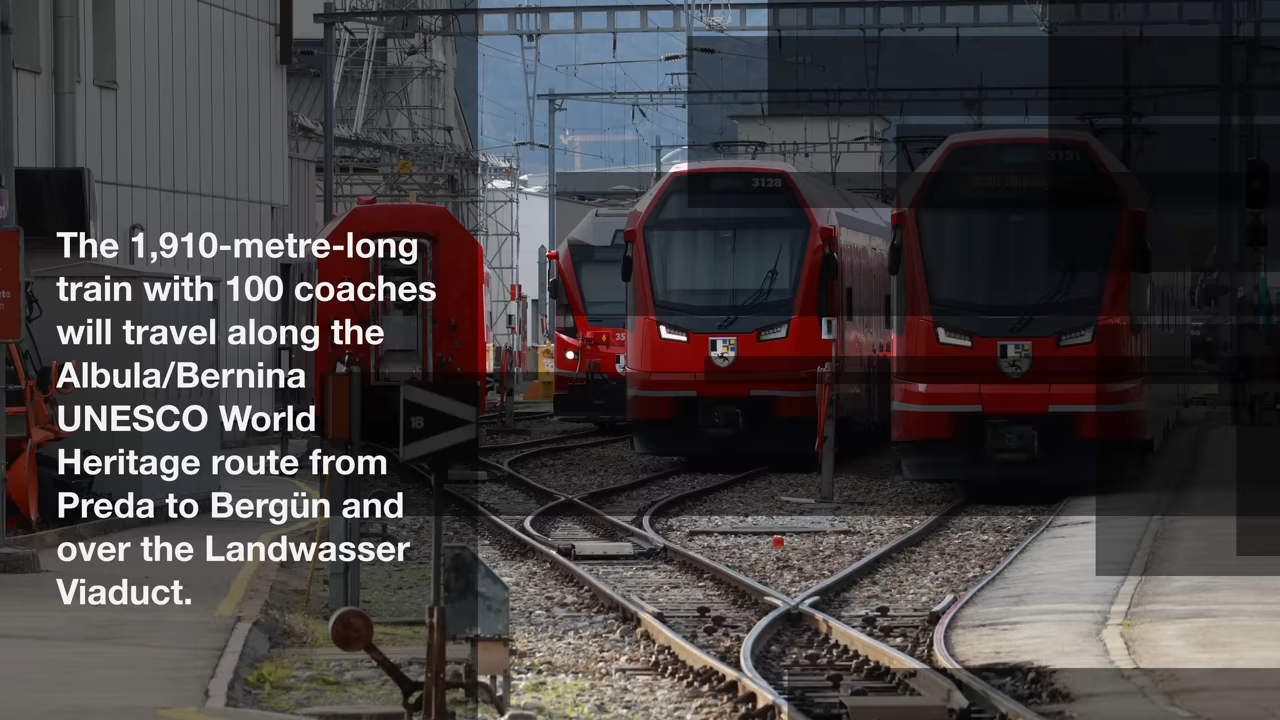 The 1,910-metre-long
train with 100 coaches
will travel along the
Albula/Bernina
UNESCO World
Heritage route from
Preda to Bergün and
over the Landwasser
Viaduct.
3128
3131
35
18